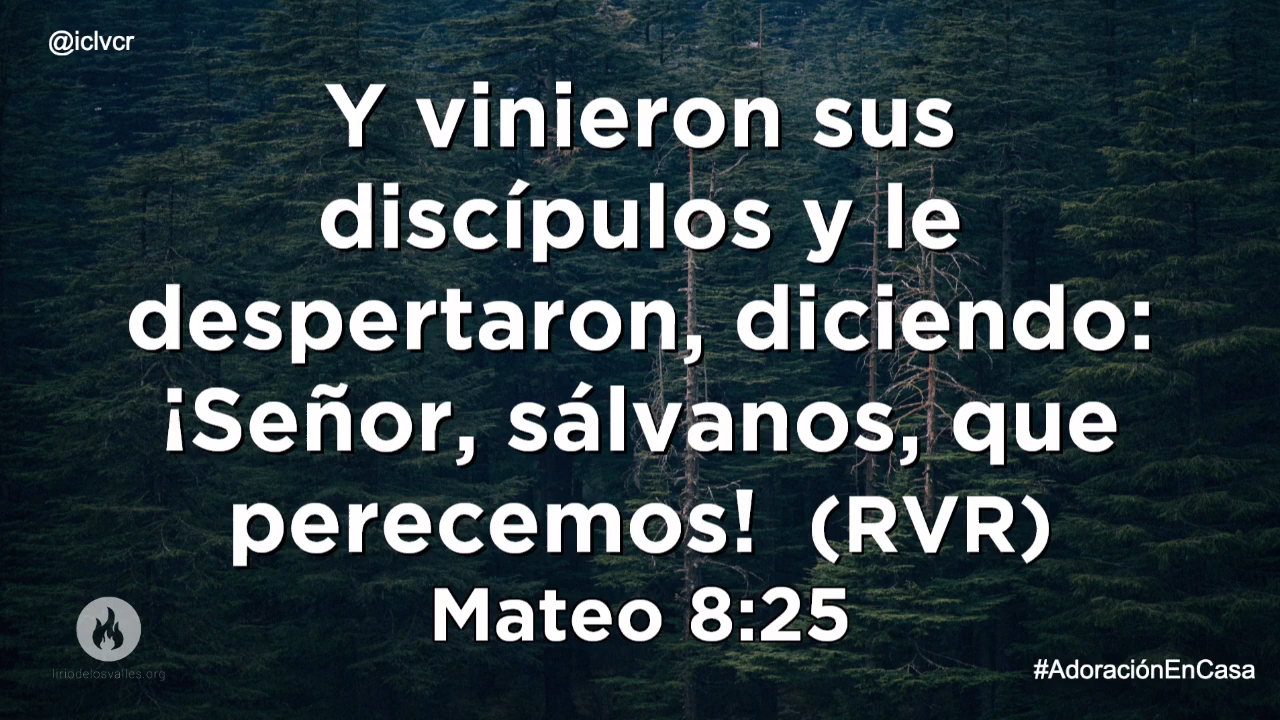 @iclvcr
Y vinieron sus
discípulos y le
despertaron, diciendo:
¡Señor, sálvanos, que
perecemos!  (RVR)
Mateo 8:25
liriodelosvalles.org
#AdoraciónEnCasa